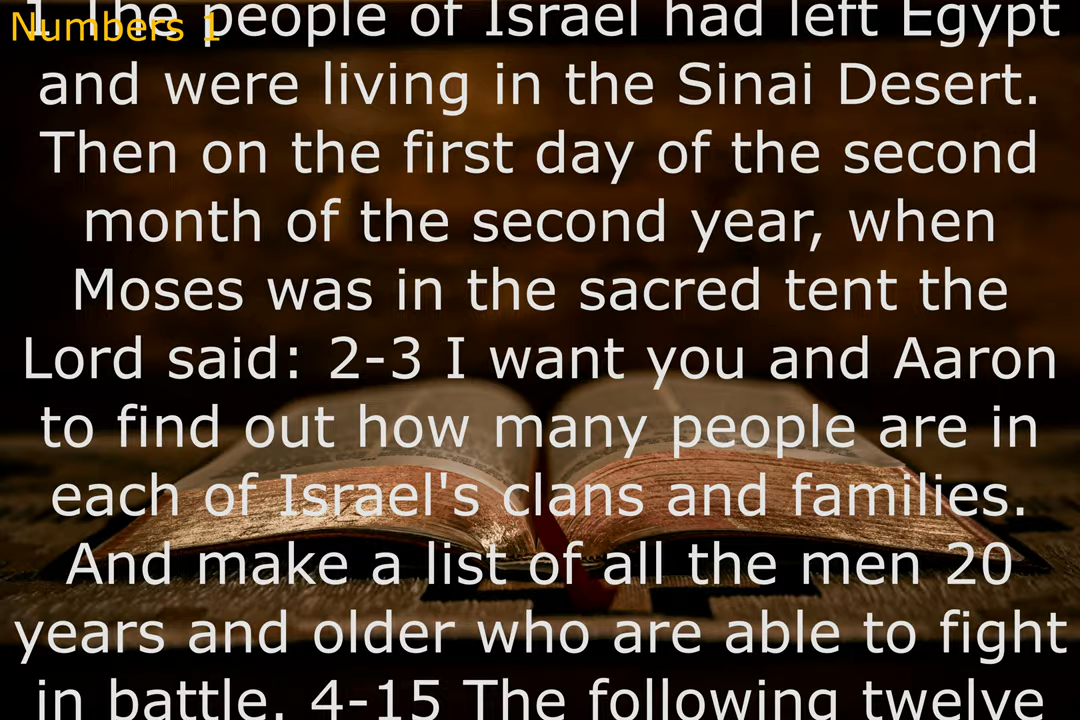 Numbers 1
1 The people of Israel had left Egypt
and were living in the Sinai Desert.
Then on the first day of the second
month of the second year, when
Moses was in the sacred tent the
Lord said: 2-3 I want you and Aaron
to find out how many people are in
each of Israel's clans and families.
And make a list of all the men 20
years and older who are able to fight
in battle. 4-15 The following twelve